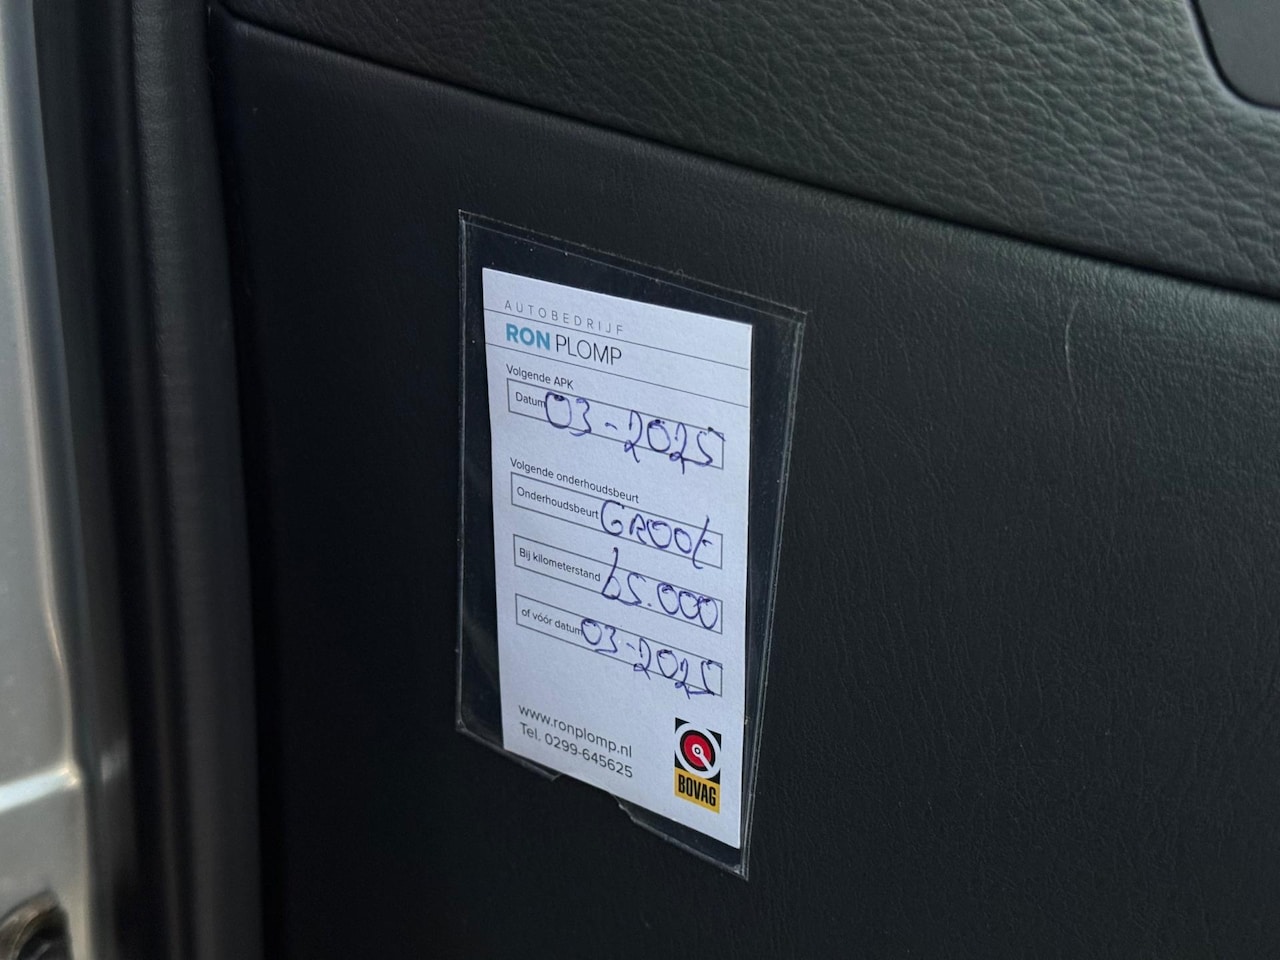 AUTOBEDRIJF
RON PLOMP
Volgende APK
Datum 03-2025
Volgende onderhoudsbeurt
Onderhoudsbeurt GROOt
Bij kilometerstand 65.000
of vóór datum 03-2025
www.ronplomp.nl
Tel. 0299-645625
BOVAG